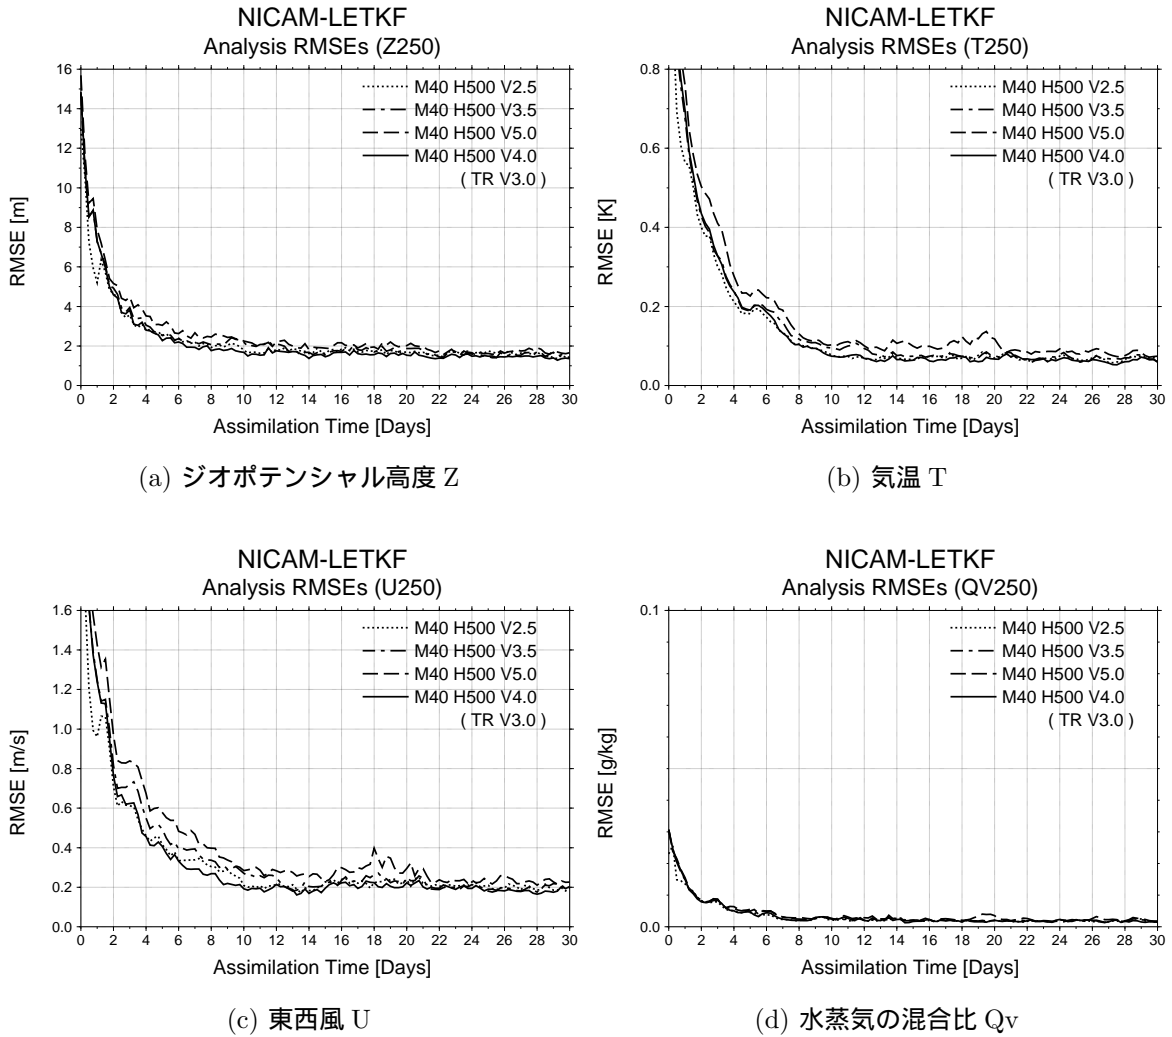 NICAM-LETKF
Analysis RMSEs (Z250)
RMSE [m]
16
14
12
10
8
6
4
2
0
M40 H500 V2.5
M40 H500 V3.5
M40 H500 V5.0
M40 H500 V4.0
( TR V3.0 )
0 2 4 6 8 10 12 14 16 18 20 22 24 26 28 30
Assimilation Time [Days]
(a) ジオポテンシャル高度 Z
NICAM-LETKF
Analysis RMSEs (T250)
RMSE [K]
0.8
0.6
0.4
0.2
0.0
M40 H500 V2.5
M40 H500 V3.5
M40 H500 V5.0
M40 H500 V4.0
( TR V3.0 )
0 2 4 6 8 10 12 14 16 18 20 22 24 26 28 30
Assimilation Time [Days]
(b) 気温 T
NICAM-LETKF
Analysis RMSEs (U250)
RMSE [m/s]
1.6
1.4
1.2
1.0
0.8
0.6
0.4
0.2
0.0
M40 H500 V2.5
M40 H500 V3.5
M40 H500 V5.0
M40 H500 V4.0
( TR V3.0 )
0 2 4 6 8 10 12 14 16 18 20 22 24 26 28 30
Assimilation Time [Days]
(c) 東西風 U
NICAM-LETKF
Analysis RMSEs (QV250)
RMSE [g/kg]
0.1
0.0
M40 H500 V2.5
M40 H500 V3.5
M40 H500 V5.0
M40 H500 V4.0
( TR V3.0 )
0 2 4 6 8 10 12 14 16 18 20 22 24 26 28 30
Assimilation Time [Days]
(d) 水蒸気の混合比 Qv